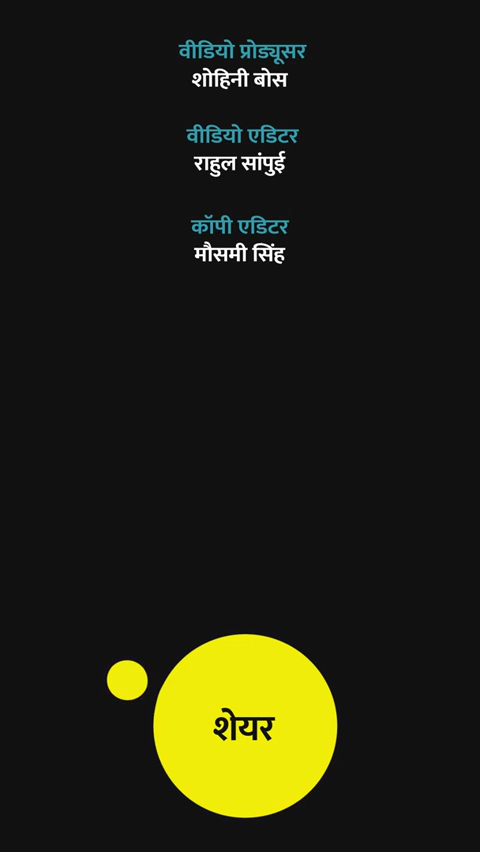 वीडियो प्रोड्यूसर
शोहिनी बोस
वीडियो एडिटर
राहुल सांपुई
कॉपी एडिटर
मौसमी सिंह
शेयर